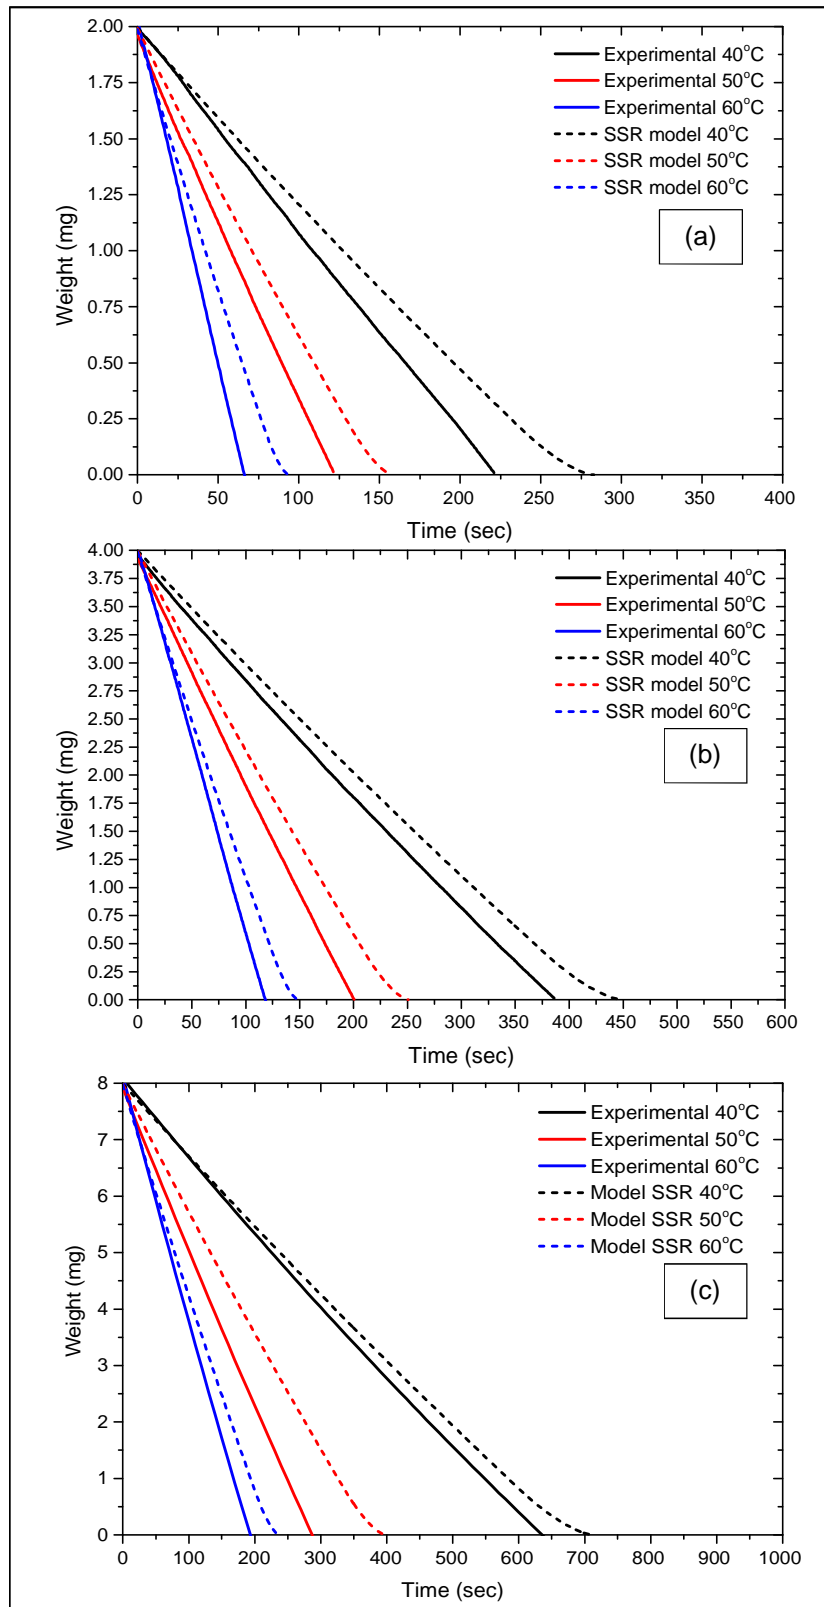 2.00
1.75
1.50
1.25
1.00
0.75
0.50
0.25
0.00
Weight (mg)
Experimental 40°C
Experimental 50°C
Experimental 60°C
SSR model 40°C
SSR model 50°C
SSR model 60°C
(a)
0 50 100 150 200 250 300 350 400
Time (sec)
4.00
3.75
3.50
3.25
3.00
2.75
2.50
2.25
2.00
1.75
1.50
1.25
1.00
0.75
0.50
0.25
0.00
Weight (mg)
Experimental 40°C
Experimental 50°C
Experimental 60°C
SSR model 40°C
SSR model 50°C
SSR model 60°C
(b)
0 50 100 150 200 250 300 350 400 450 500 550 600
Time (sec)
8
7
6
5
4
3
2
1
0
Weight (mg)
Experimental 40°C
Experimental 50°C
Experimental 60°C
Model SSR 40°C
Model SSR 50°C
Model SSR 60°C
(c)
0 100 200 300 400 500 600 700 800 900 1000
Time (sec)